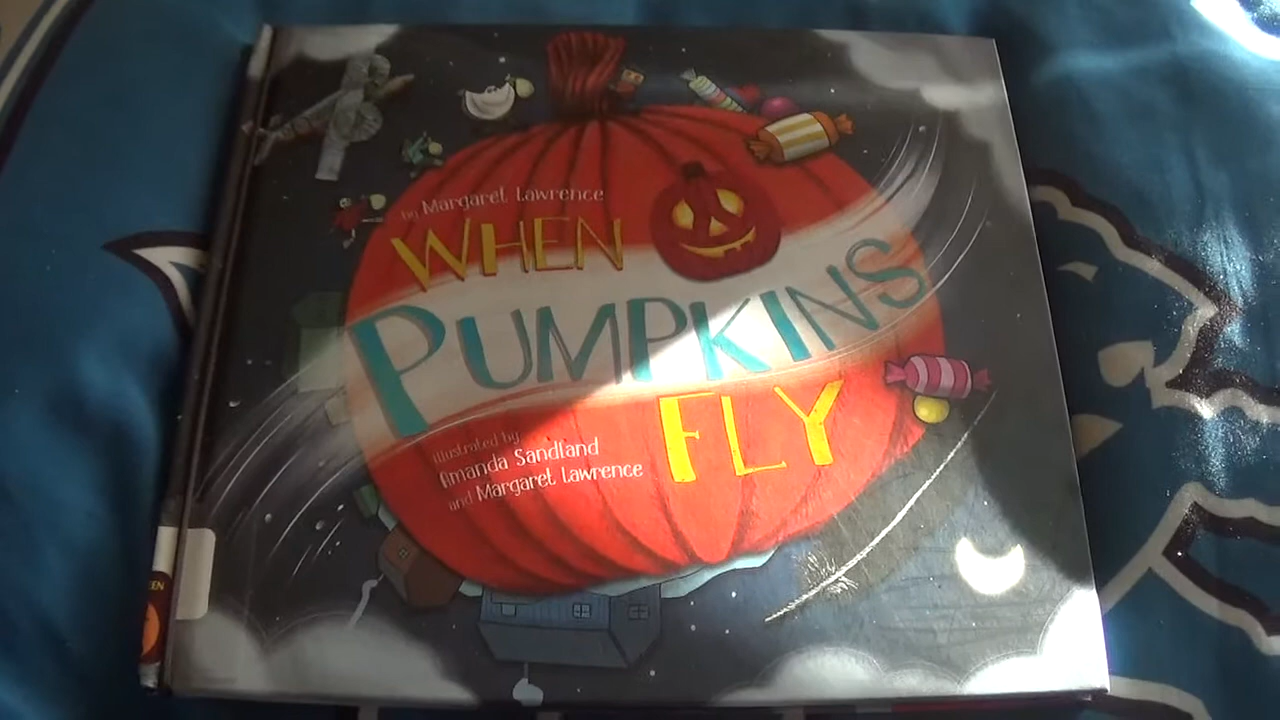 by Margaret Lawrence
WHEN
PUMPKINS
FLY
illustrated by
Amanda Sandland
and Margaret Lawrence